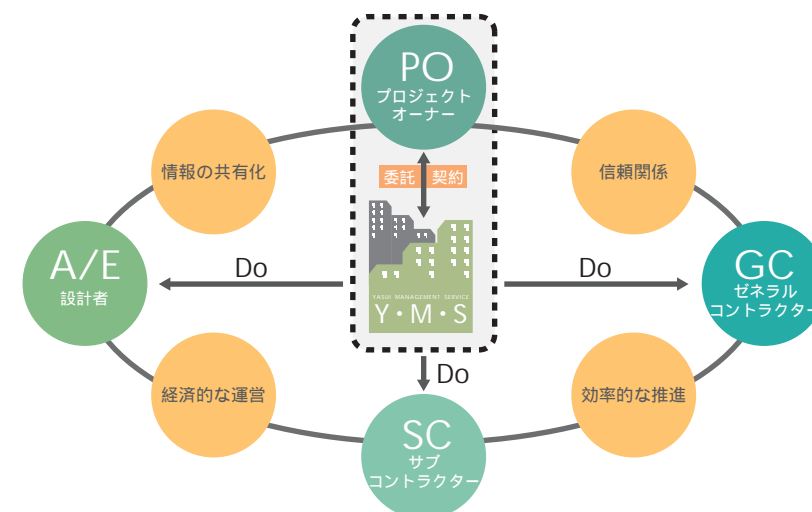 PO
プロジェクト
オーナー
情報の共有化
信頼関係
委託 契約
A/E
設計者
Do
Do
GC
ゼネラル
コントラクター
YASUI MANAGEMENT SERVICE
Y・M・S
Do
経済的な運営
効率的な推進
SC
サブ
コントラクター